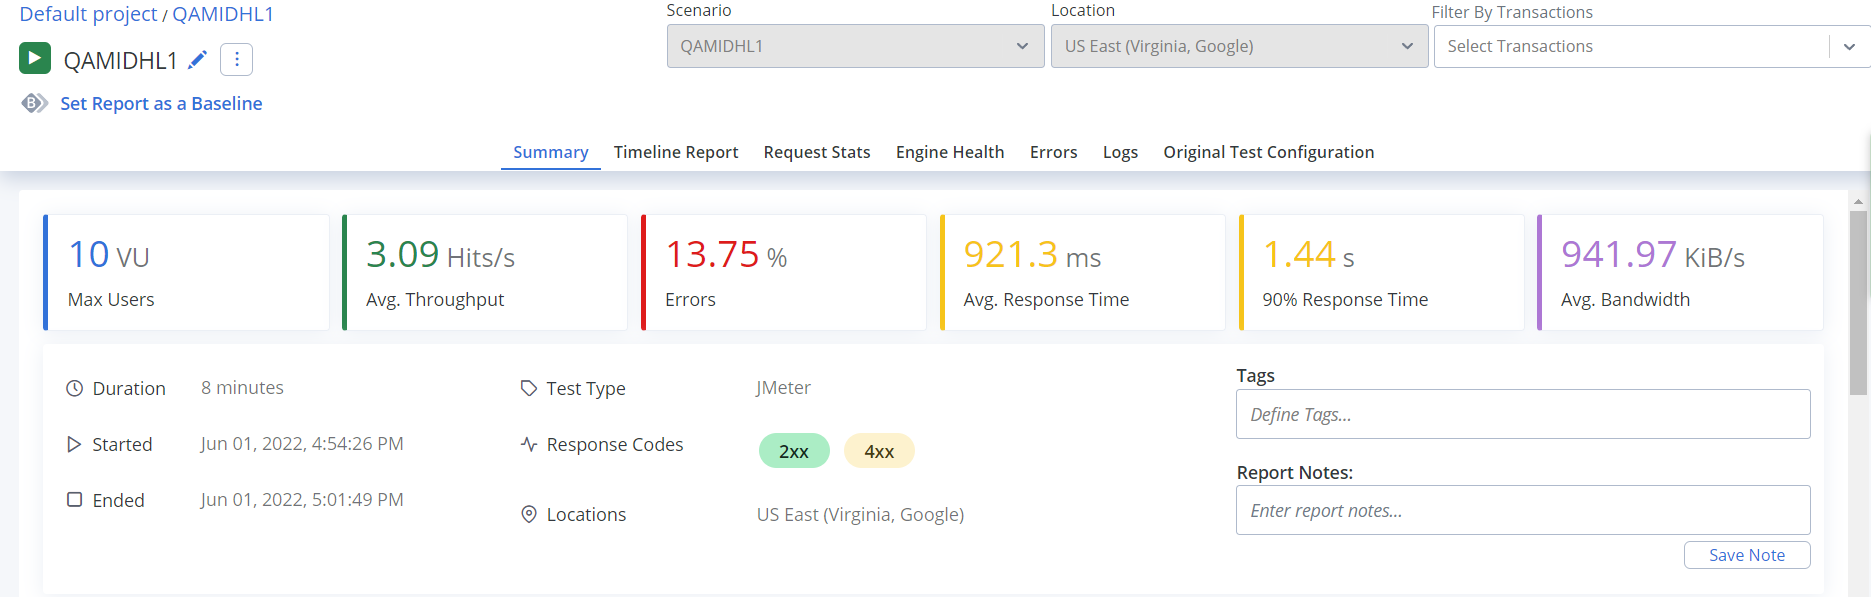 Default project / QAMIDHL1
QAMIDHL1
B
Set Report as a Baseline
Scenario
QAMIDHL1
Location
US East (Virginia, Google)
Filter By Transactions
Select Transactions
Summary Timeline Report Request Stats Engine Health Errors Logs Original Test Configuration
10 VU
Max Users
3.09 Hits/s
Avg. Throughput
13.75 %
Errors
921.3 ms
Avg. Response Time
1.44 s
90% Response Time
941.97 KiB/s
Avg. Bandwidth
Duration 8 minutes
Started Jun 01, 2022, 4:54:26 PM
Ended Jun 01, 2022, 5:01:49 PM
Test Type JMeter
Response Codes 2xx 4xx
Locations US East (Virginia, Google)
Tags
Define Tags...
Report Notes:
Enter report notes...
Save Note